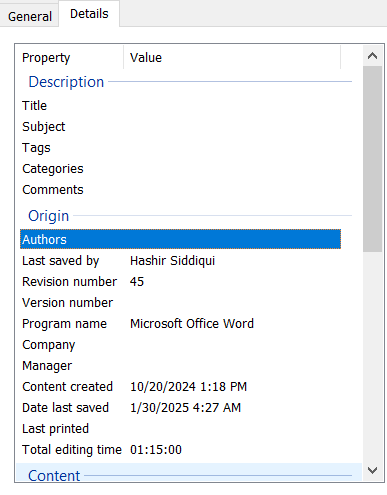 General Details
Property Value
Description
Title
Subject
Tags
Categories
Comments
Origin
Authors
Last saved by Hashir Siddiqui
Revision number 45
Version number
Program name Microsoft Office Word
Company
Manager
Content created 10/20/2024 1:18 PM
Date last saved 1/30/2025 4:27 AM
Last printed
Total editing time 01:15:00
Content